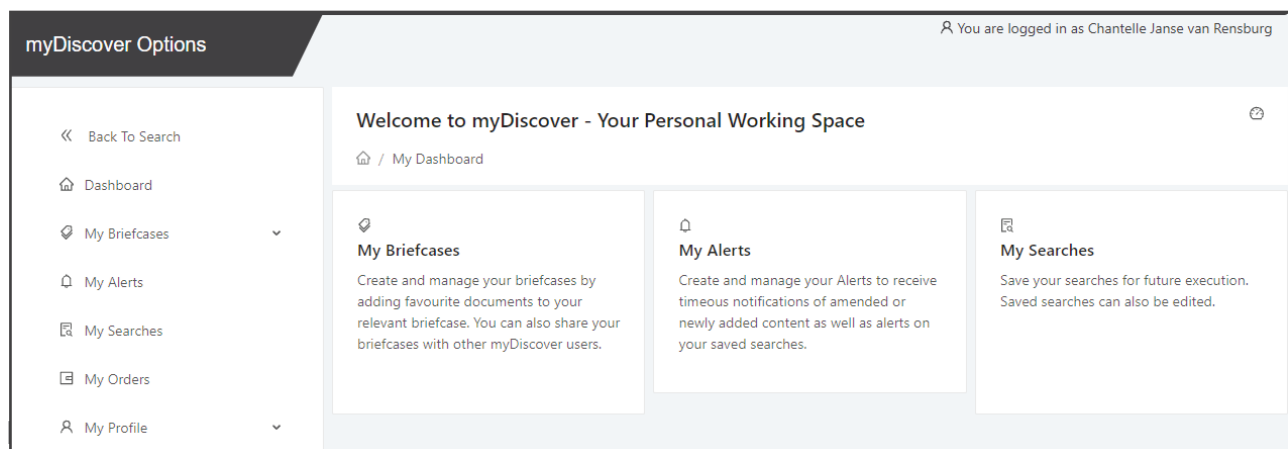 myDiscover Options
You are logged in as Chantelle Janse van Rensburg
Back To Search
Dashboard
My Briefcases
My Alerts
My Searches
My Orders
My Profile
Welcome to myDiscover - Your Personal Working Space
/ My Dashboard
My Briefcases
Create and manage your briefcases by
adding favourite documents to your
relevant briefcase. You can also share your
briefcases with other myDiscover users.
My Alerts
Create and manage your Alerts to receive
timeous notifications of amended or
newly added content as well as alerts on
your saved searches.
My Searches
Save your searches for future execution.
Saved searches can also be edited.